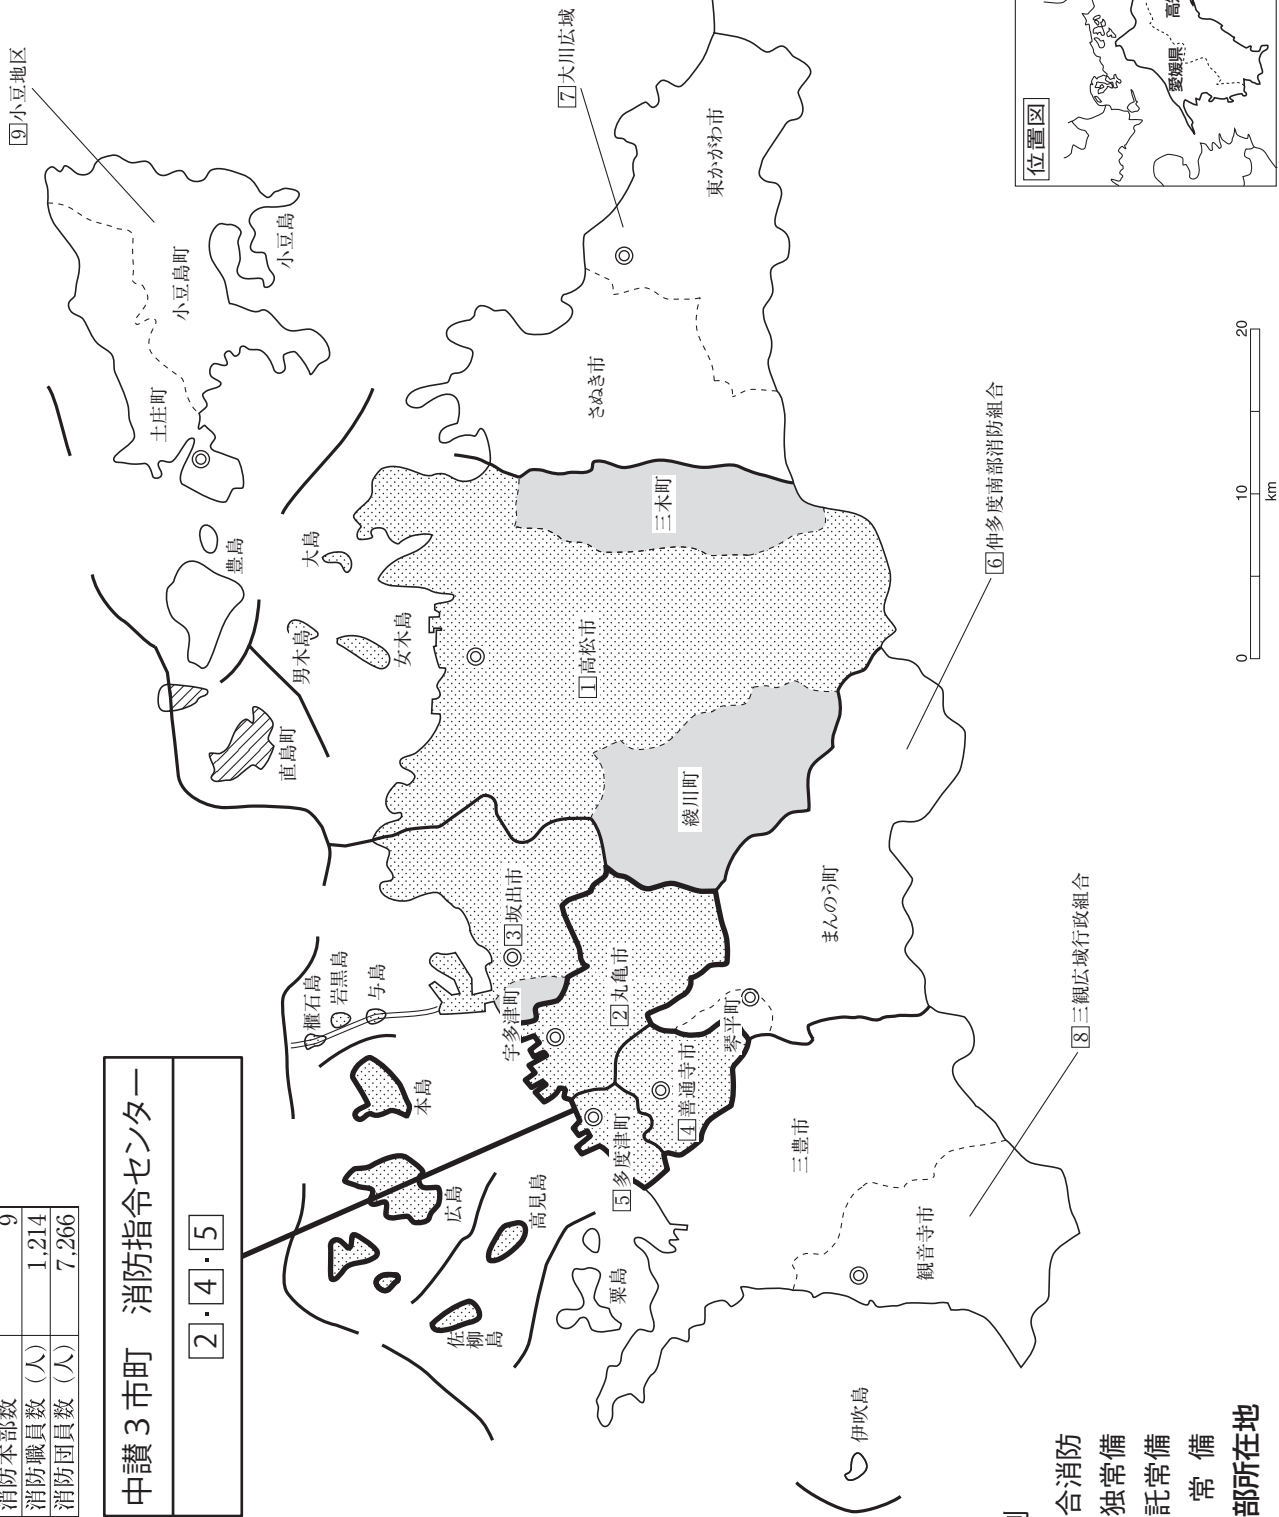 消防本部数 9
消防職員数（人） 1,214
消防団員数（人） 7,266
中讃３市町　消防指令センター
2・4・5
9小豆地区
小豆島町
小豆島
土庄町
豊島
大島
男木島
女木島
直島町
櫃石島
岩黒島
与島
本島
広島
高見島
佐柳島
粟島
伊吹島
7大川広域
東かがわ市
さぬき市
三木町
1高松市
綾川町
3坂出市
宇多津町
2丸亀市
4善通寺市
5多度津町
琴平町
まんのう町
6仲多度南部消防組合
三豊市
観音寺市
8三観広域行政組合
0 10 20
km
位置図
愛媛県
合消防
独常備
託常備
常備
部所在地